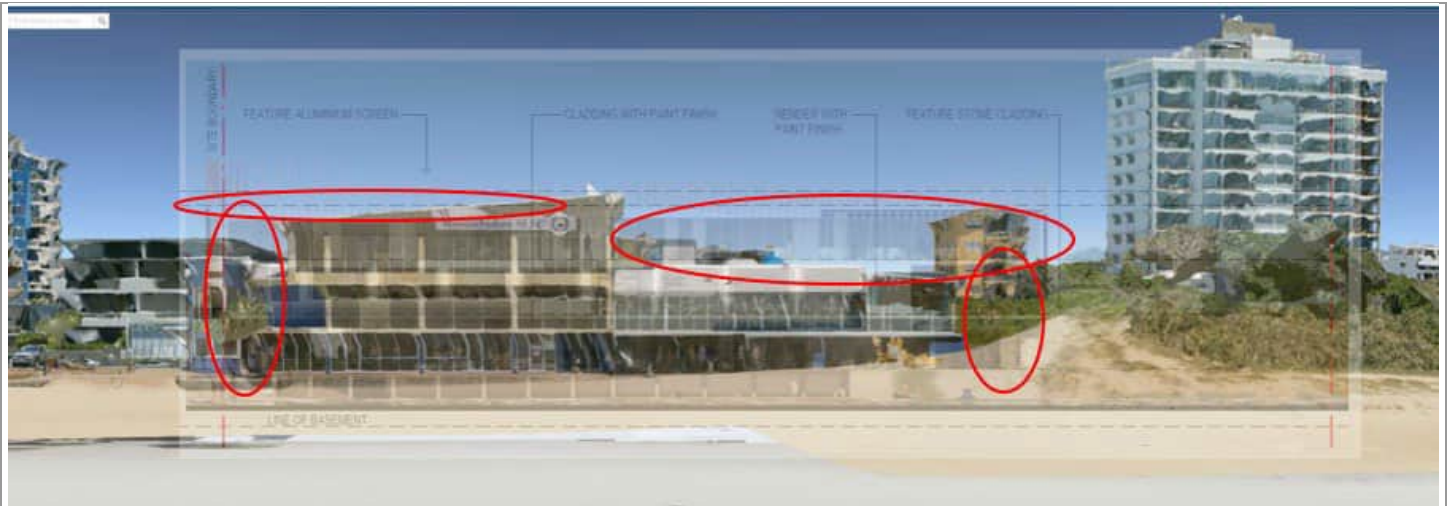 SITE BOUNDARY
FEATURE ALUMINIUM SCREEN
CLADDING WITH PAINT FINISH
RENDER WITH
PAINT FINISH
FEATURE STONE CLADDING
LINE OF BASEMENT